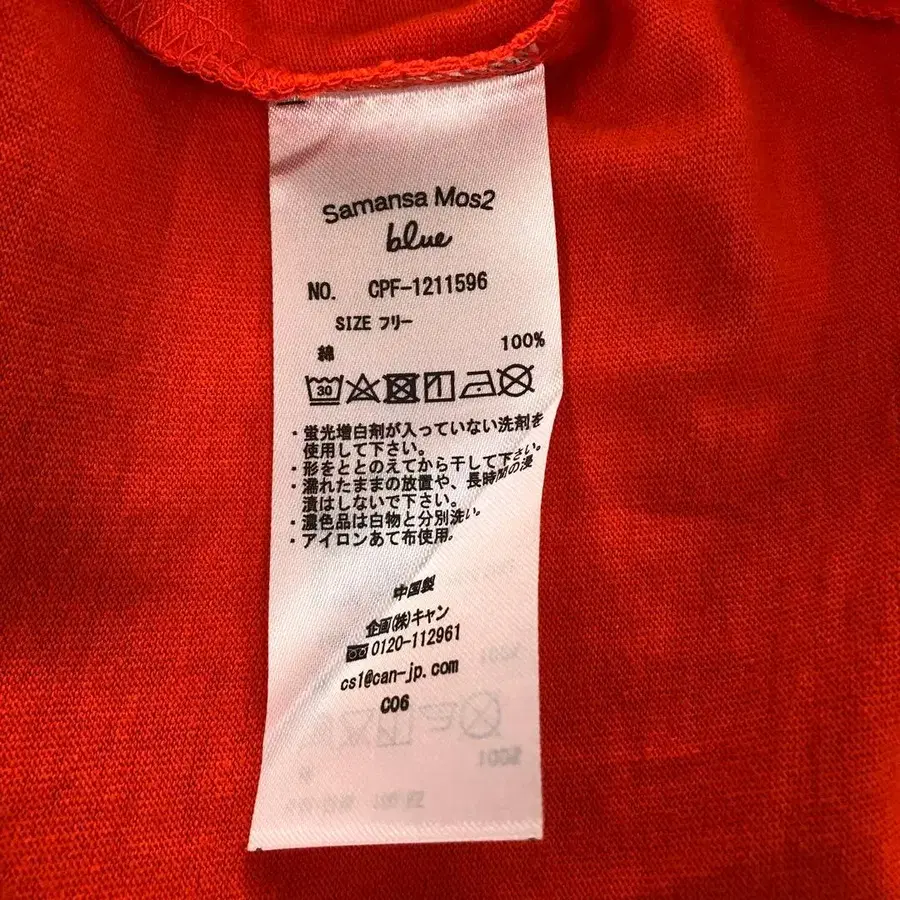 Samansa Mos2
blue
NO. CPF-1211596
SIZE フリー
綿 100%
30
・蛍光増白剤が入っていない洗剤を
使用して下さい。
・形をととのえてから干して下さい。
・濡れたままの放置や、長時間の浸
漬はしないで下さい。
・濃色品は白物と分別洗い。
・アイロンあて布使用。
中国製
企画(株)キャン
0120-112961
cs1@can-jp.com
C06